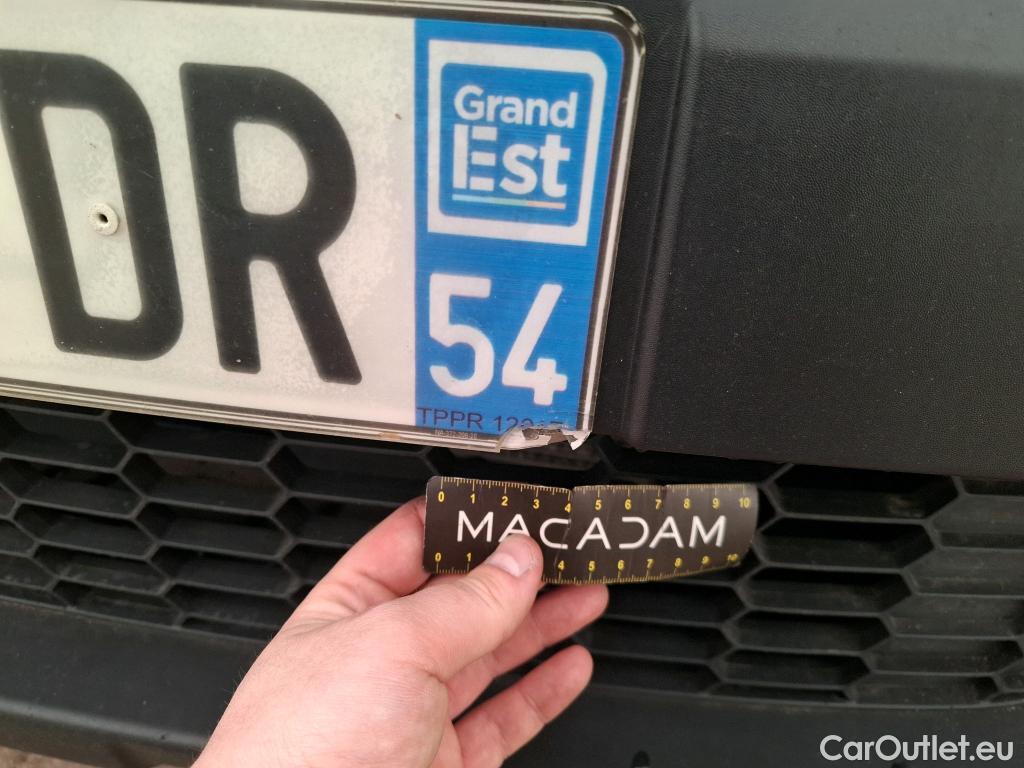 DR
Grand
Est
54
TPPR
0 1 2 3 4 5 6 7 8 9 10
MACADAM
0 1 4 5 6 7 8 9 10
CarOutlet.eu